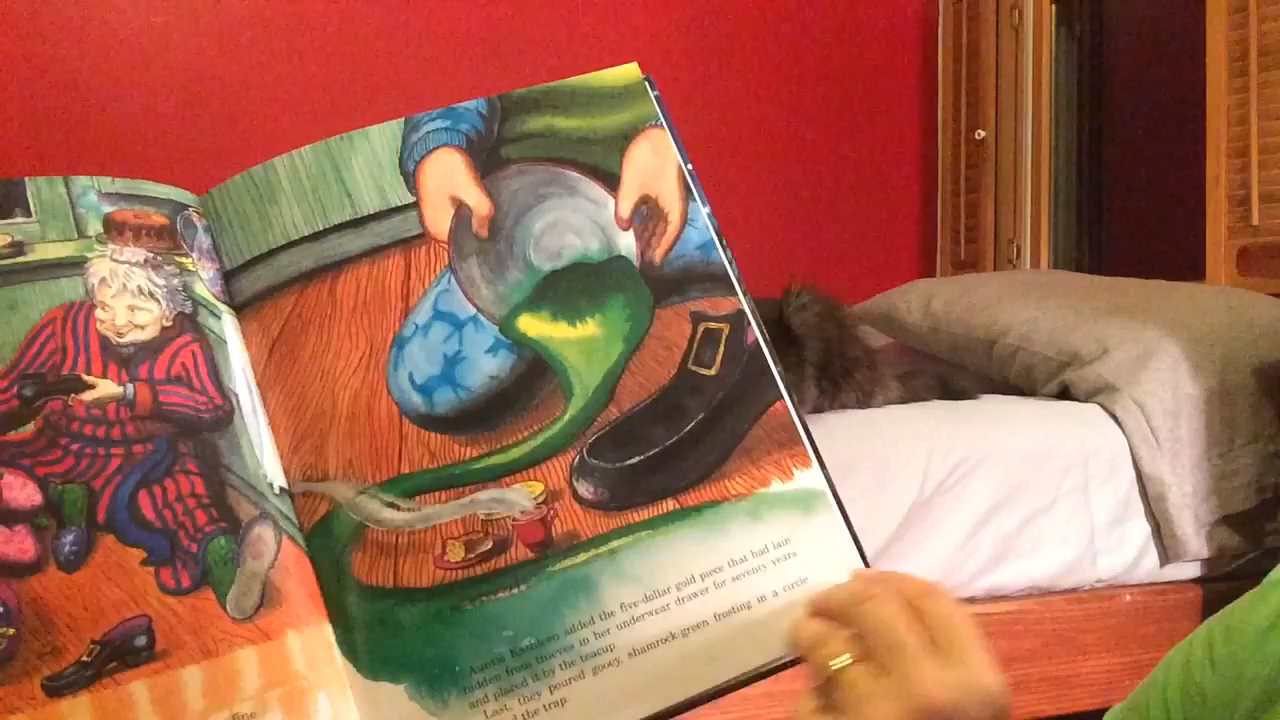 fine
Auntie Kathleen added the five-dollar gold piece that had lain
hidden from thieves in her underwear drawer for seventy years
and placed it by the teacup.
Last, they poured gooey, shamrock-green frosting in a circle
the trap.